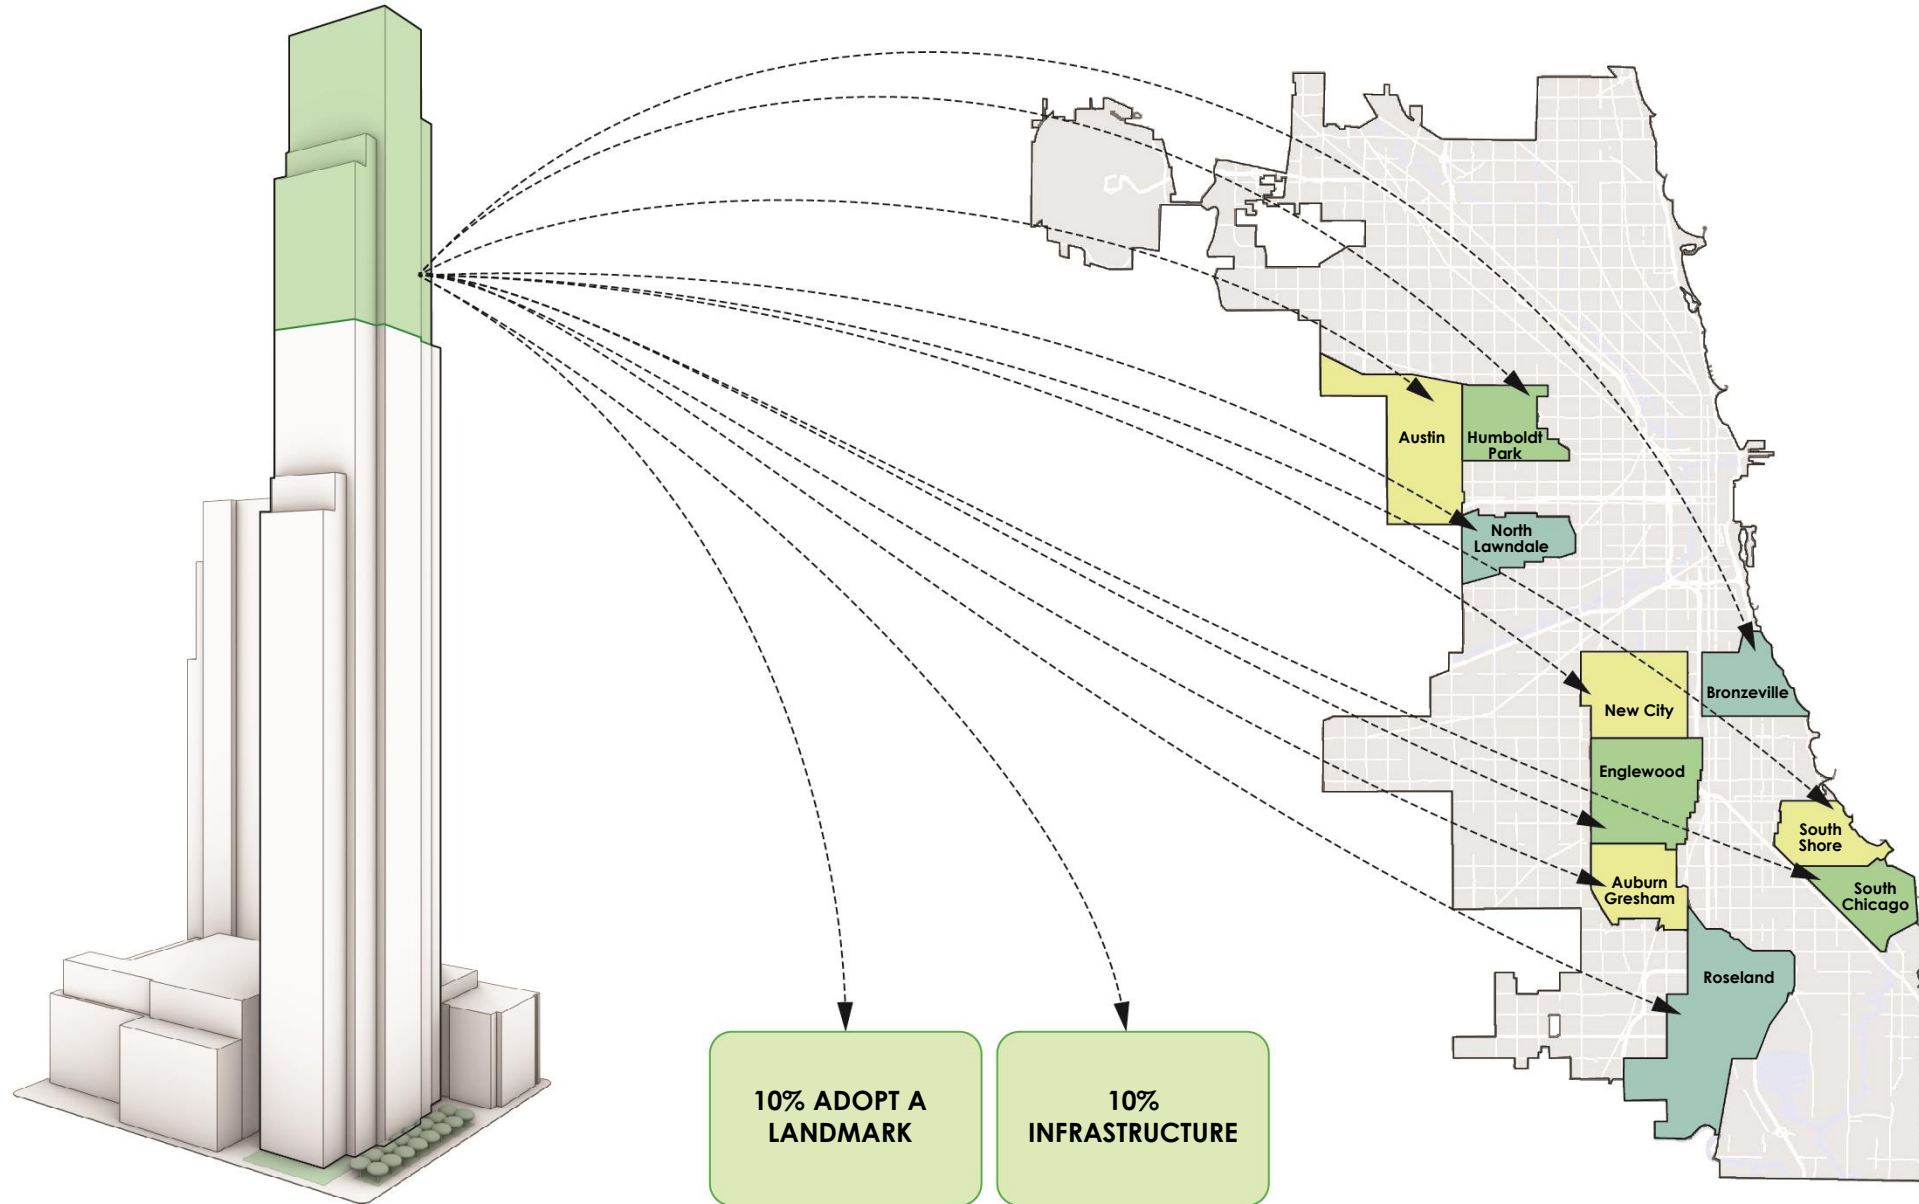 Austin
Humboldt
Park
North
Lawndale
Bronzeville
New City
Englewood
South
Shore
Auburn
Gresham
South
Chicago
Roseland
10% ADOPT A
LANDMARK
10%
INFRASTRUCTURE